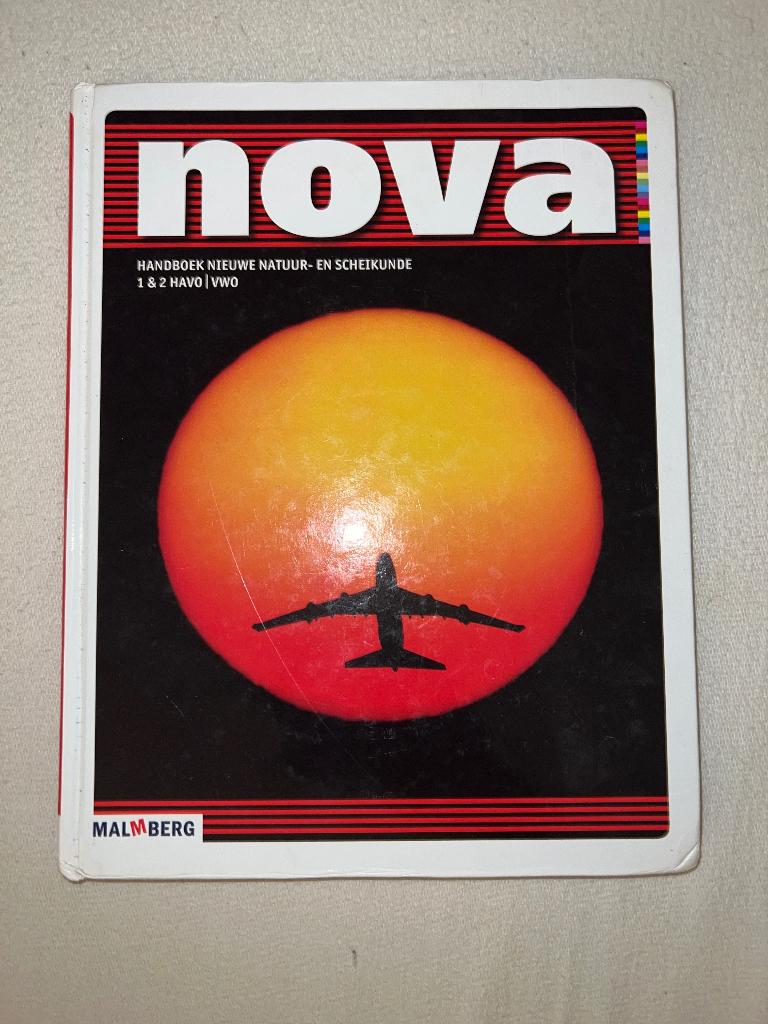 nova
HANDBOEK NIEUWE NATUUR- EN SCHEIKUNDE
1 & 2 HAVO | VWO
MALMBERG